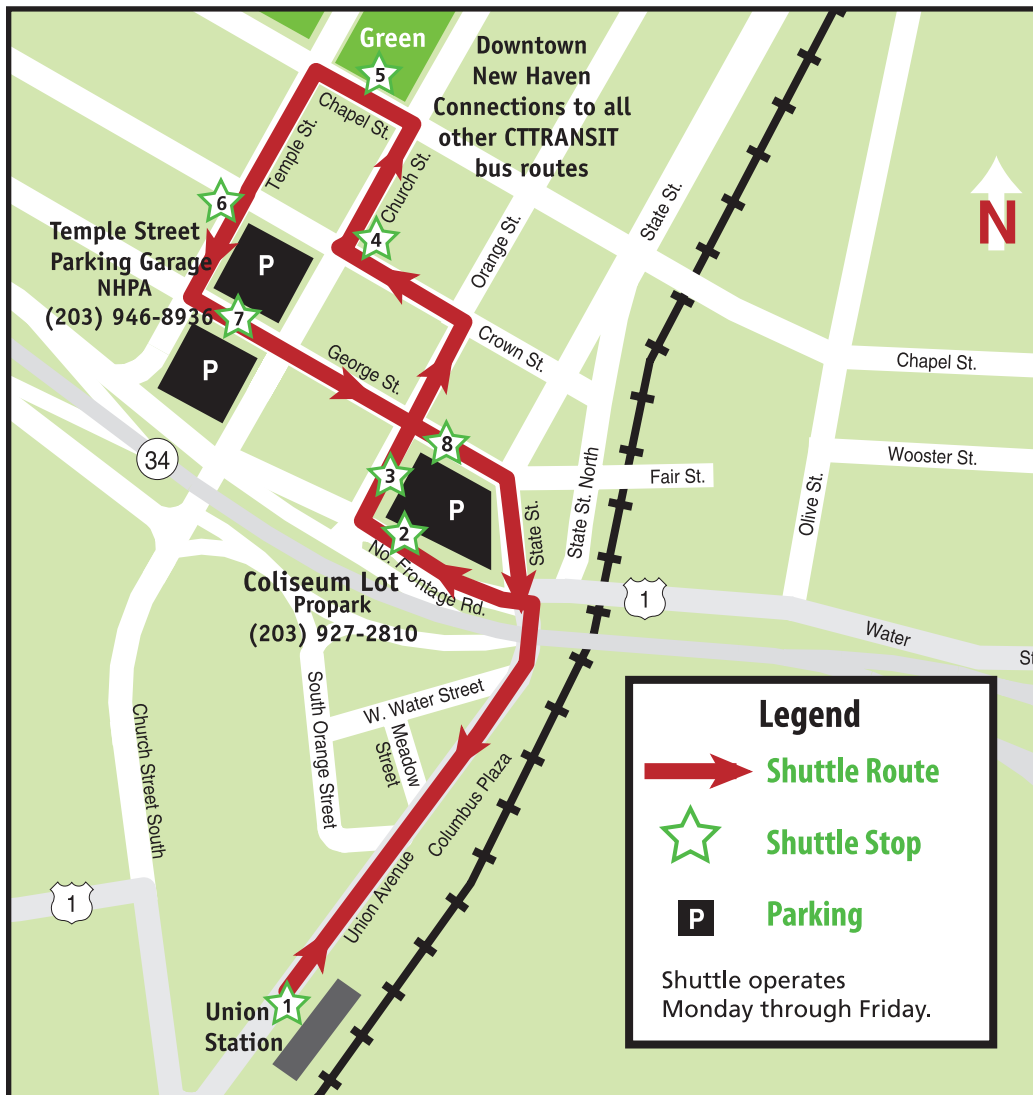 Green
5
Downtown
New Haven
Connections to all
other CTTRANSIT
bus routes
Chapel St.
Temple St.
Church St.
State St.
N
6
4
Orange St.
Temple Street
Parking Garage
NHPA
(203) 946-8936
P
7
Crown St.
Chapel St.
George St.
P
8
34
3
P
2
Fair St.
Wooster St.
Olive St.
State St.
State St. North
No. Frontage Rd.
Coliseum Lot
Propark
(203) 927-2810
1
Water
St
South Orange Street
W. Water Street
Meadow
Street
Church Street South
Columbus Plaza
Union Avenue
1
1
Union
Station
Legend
Shuttle Route
Shuttle Stop
P
Parking
Shuttle operates
Monday through Friday.